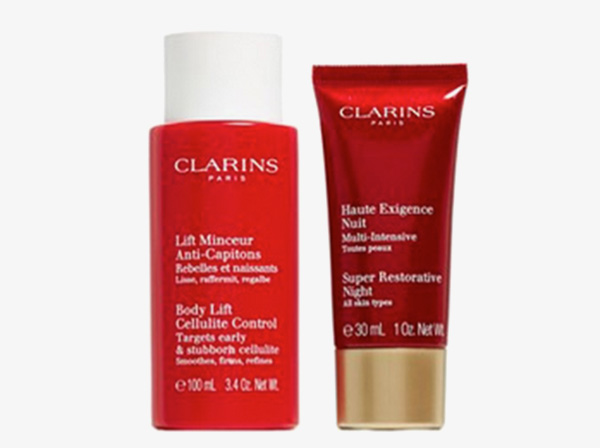 CLARINS
PARIS
Lift Minceur
Anti-Capitons
Rebelles et naissants
Lisse, raffermit, regalbe
Body Lift
Cellulite Control
Targets early
& stubborn cellulite
Smoothes, firms, refines
℮100 mL 3.4 Oz. Net Wt.
CLARINS
PARIS
Haute Exigence
Nuit
Multi-Intensive
Toutes peaux
Super Restorative
Night
All skin types
℮30 mL 1 Oz. Net Wt.